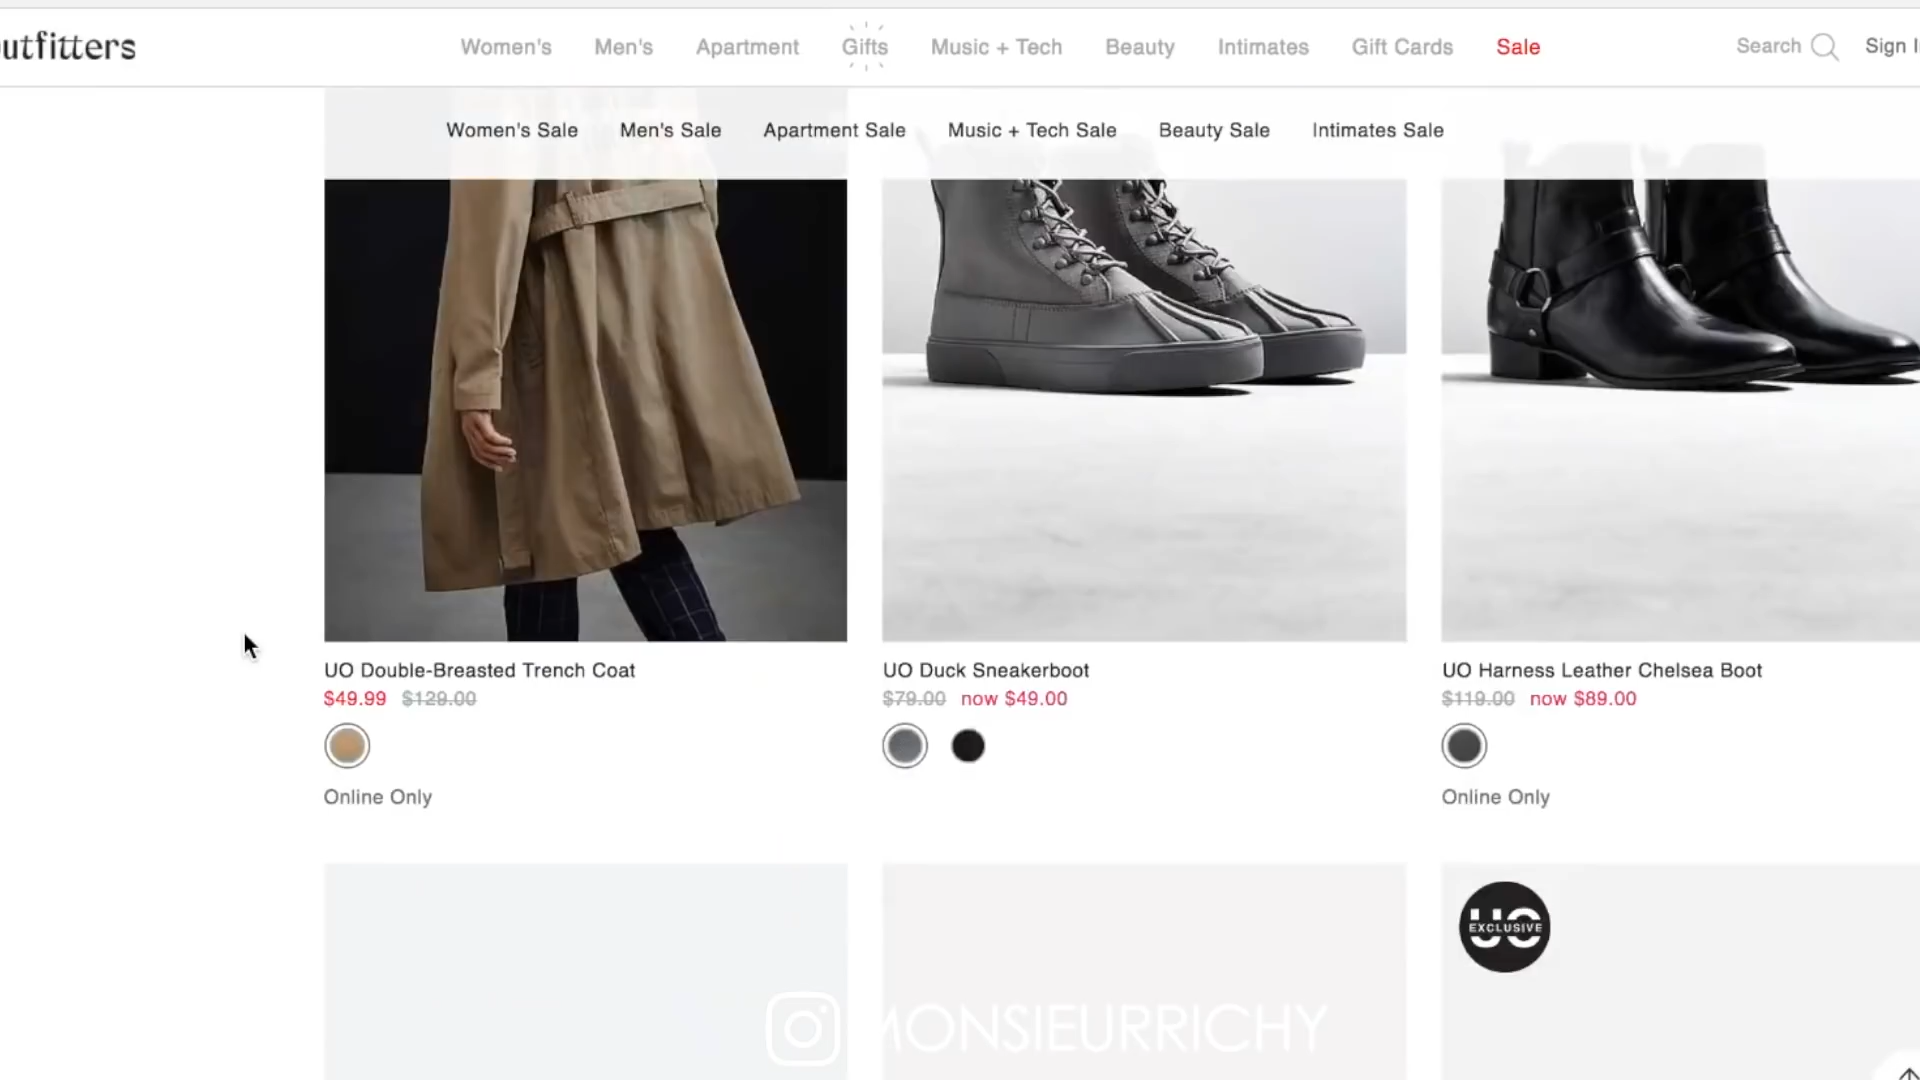 utfitters
Women's Men's Apartment Gifts Music + Tech Beauty Intimates Gift Cards Sale Search Sign I
Women's Sale Men's Sale Apartment Sale Music + Tech Sale Beauty Sale Intimates Sale
UO Double-Breasted Trench Coat
$49.99 $129.00
Online Only
UO Duck Sneakerboot
$79.00 now $49.00
UO Harness Leather Chelsea Boot
$119.00 now $89.00
Online Only
UO
EXCLUSIVE
MONSIEURRICHY